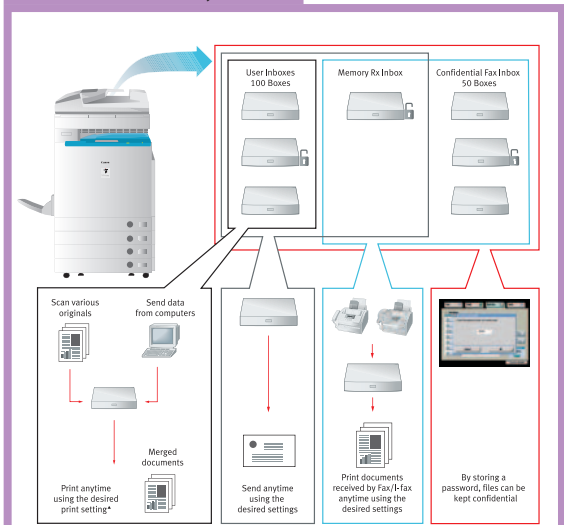 User Inboxes
100 Boxes
Memory Rx Inbox
Confidential Fax Inbox
50 Boxes
Canon
Scan various
originals
Send data
from computers
Merged
documents
Print anytime
using the desired
print setting*
Send anytime
using the
desired settings
Print documents
received by Fax/I-fax
anytime using the
desired settings
By storing a
password, files can be
kept confidential